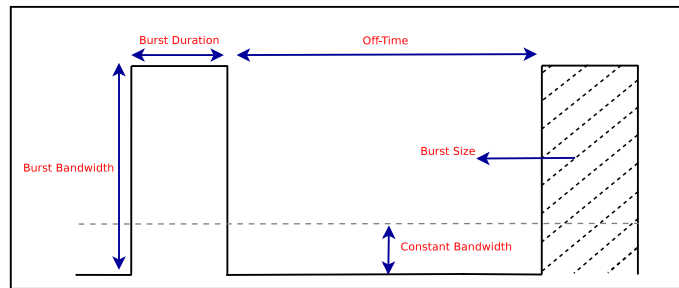 Burst Duration
Off-Time
Burst Size
Burst Bandwidth
Constant Bandwidth